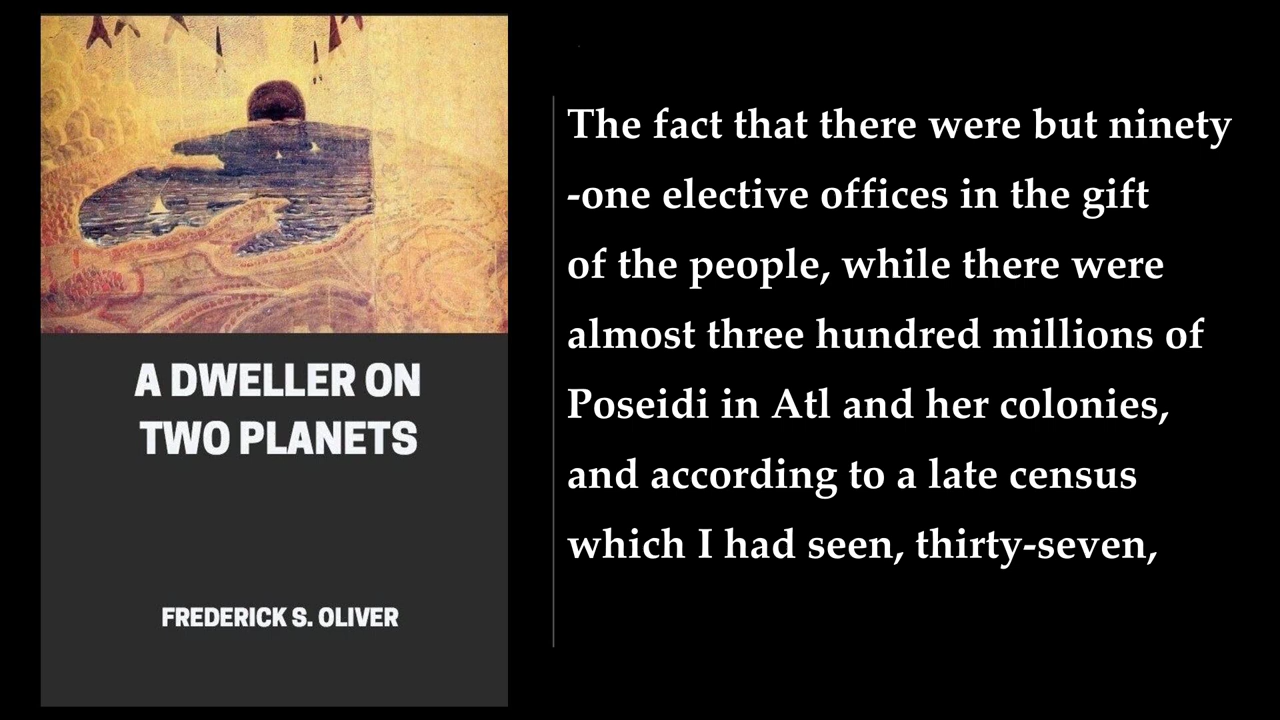 A DWELLER ON
TWO PLANETS
FREDERICK S. OLIVER
The fact that there were but ninety
-one elective offices in the gift
of the people, while there were
almost three hundred millions of
Poseidi in Atl and her colonies,
and according to a late census
which I had seen, thirty-seven,